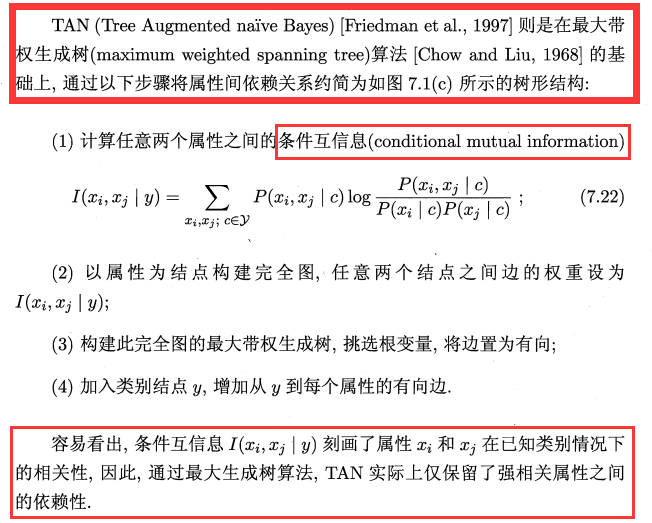 TAN (Tree Augmented naïve Bayes) [Friedman et al., 1997] 则是在最大带
权生成树(maximum weighted spanning tree)算法 [Chow and Liu, 1968] 的基
础上, 通过以下步骤将属性间依赖关系约简为如图 7.1(c) 所示的树形结构:
(1) 计算任意两个属性之间的条件互信息(conditional mutual information)
I(x_i, x_j | y) = ∑_{x_i,x_j; c∈𝒴} P(x_i, x_j | c) log \frac{P(x_i, x_j | c)}{P(x_i | c)P(x_j | c)} ; (7.22)
(2) 以属性为结点构建完全图, 任意两个结点之间边的权重设为
I(x_i, x_j | y);
(3) 构建此完全图的最大带权生成树, 挑选根变量, 将边置为有向;
(4) 加入类别结点 y, 增加从 y 到每个属性的有向边.
容易看出, 条件互信息 I(x_i, x_j | y) 刻画了属性 x_i 和 x_j 在已知类别情况下
的相关性, 因此, 通过最大生成树算法, TAN 实际上仅保留了强相关属性之间
的依赖性.